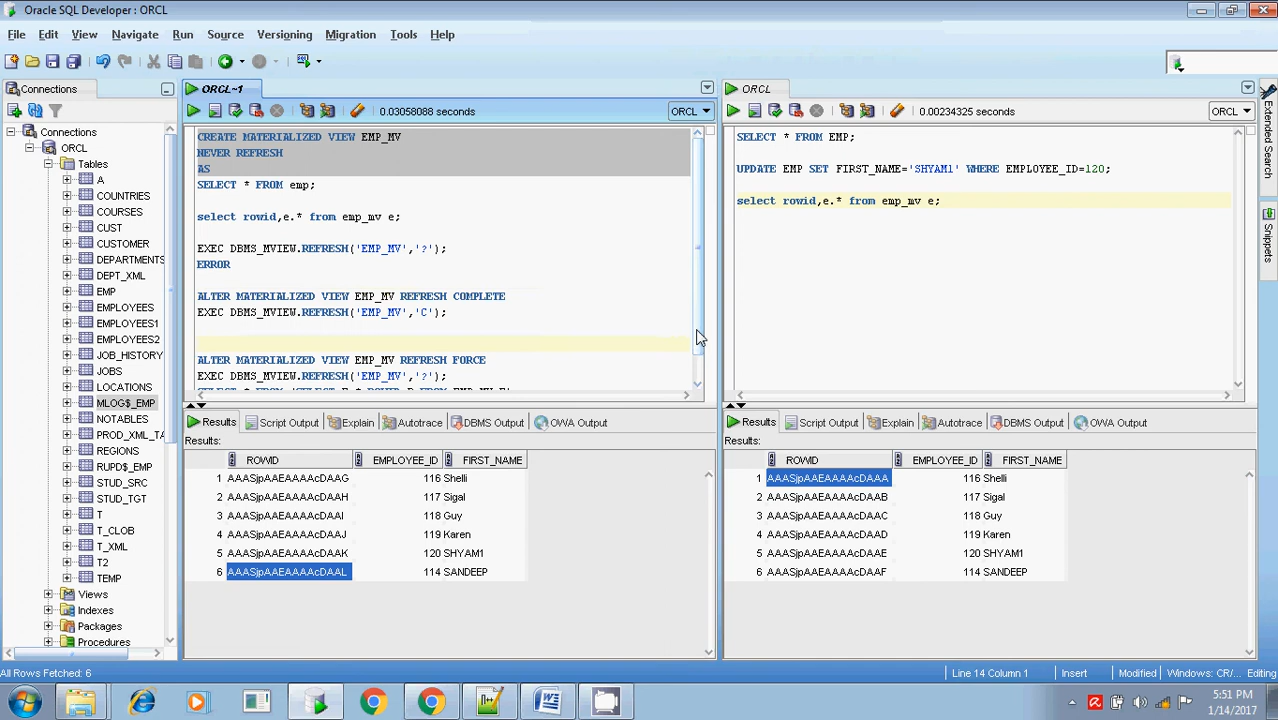 Oracle SQL Developer : ORCL
File Edit View Navigate Run Source Versioning Migration Tools Help
Connections
Connections
ORCL
Tables
A
COUNTRIES
COURSES
CUST
CUSTOMER
DEPARTMENTS
DEPT_XML
EMP
EMPLOYEES
EMPLOYEES1
EMPLOYEES2
JOB_HISTORY
JOBS
LOCATIONS
MLOG$_EMP
NOTABLES
PROD_XML_TA
REGIONS
RUPD$_EMP
STUD_SRC
STUD_TGT
T
T_CLOB
T_XML
T2
TEMP
Views
Indexes
Packages
Procedures
ORCL~1
0.03058088 seconds
ORCL
CREATE MATERIALIZED VIEW EMP_MV
NEVER REFRESH
AS
SELECT * FROM emp;
select rowid,e.* from emp_mv e;
EXEC DBMS_MVIEW.REFRESH('EMP_MV','?');
ERROR
ALTER MATERIALIZED VIEW EMP_MV REFRESH COMPLETE
EXEC DBMS_MVIEW.REFRESH('EMP_MV','C');
ALTER MATERIALIZED VIEW EMP_MV REFRESH FORCE
EXEC DBMS_MVIEW.REFRESH('EMP_MV','?');
Results Script Output Explain Autotrace DBMS Output OWA Output
Results:
ROWID EMPLOYEE_ID FIRST_NAME
1 AAASjpAAEAAAAcDAAG 116 Shelli
2 AAASjpAAEAAAAcDAAH 117 Sigal
3 AAASjpAAEAAAAcDAAI 118 Guy
4 AAASjpAAEAAAAcDAAJ 119 Karen
5 AAASjpAAEAAAAcDAAK 120 SHYAM1
6 AAASjpAAEAAAAcDAAL 114 SANDEEP
ORCL
0.00234325 seconds
ORCL
SELECT * FROM EMP;
UPDATE EMP SET FIRST_NAME='SHYAM1' WHERE EMPLOYEE_ID=120;
select rowid,e.* from emp_mv e;
Results Script Output Explain Autotrace DBMS Output OWA Output
Results:
ROWID EMPLOYEE_ID FIRST_NAME
1 AAASjpAAEAAAAcDAAA 116 Shelli
2 AAASjpAAEAAAAcDAAB 117 Sigal
3 AAASjpAAEAAAAcDAAC 118 Guy
4 AAASjpAAEAAAAcDAAD 119 Karen
5 AAASjpAAEAAAAcDAAE 120 SHYAM1
6 AAASjpAAEAAAAcDAAF 114 SANDEEP
Extended Search
Snippets
All Rows Fetched: 6
Line 14 Column 1 Insert Modified Windows: CR/... Editing
5:51 PM
1/14/2017